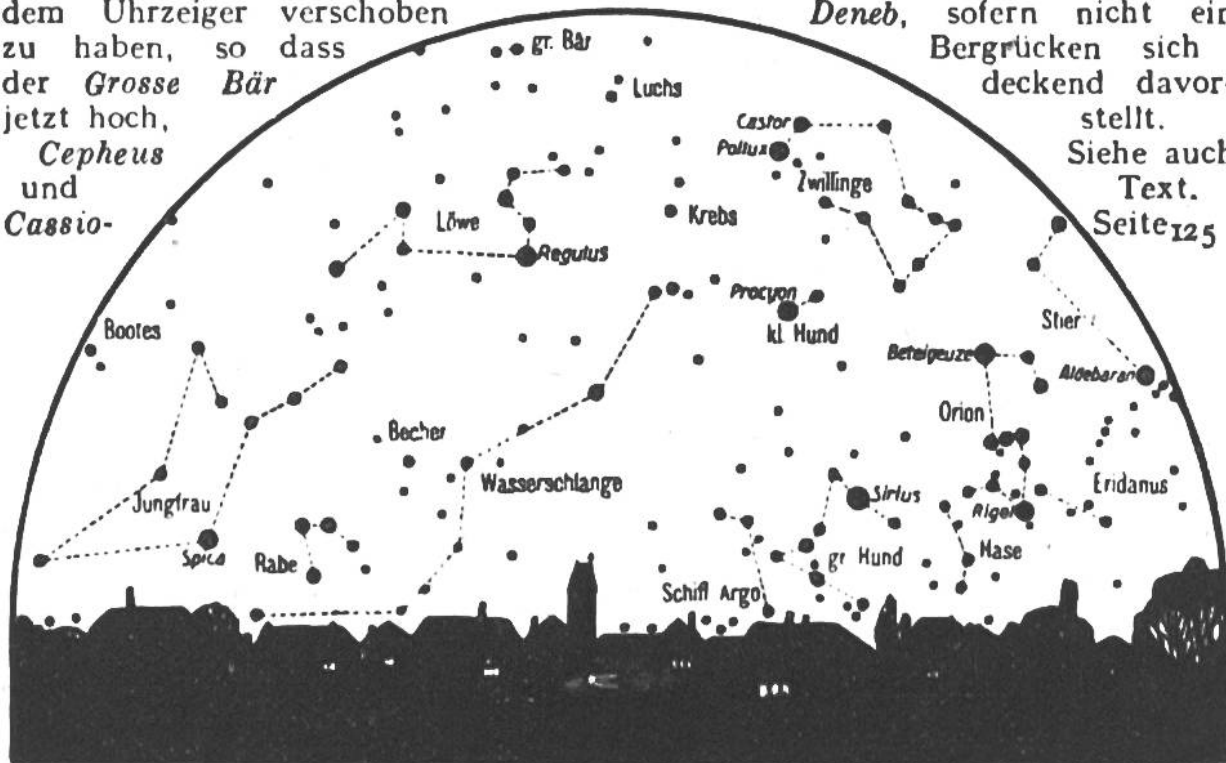 dem Uhrzeiger verschoben
zu haben, so dass
der Grosse Bär
jetzt hoch,
Cepheus
und
Cassio-
Deneb, sofern nicht ein
Bergrücken sich
deckend davor-
stellt.
Siehe auch
Text.
Seite 125
gr. Bär
Luchs
Castor
Pollux
Zwillinge
Löwe
Krebs
Regulus
Procyon
kl. Hund
Stier
Bootes
Beteigeuze
Aldebaran
Orion
Becher
Wasserschlange
Sirius
Eridanus
Jungfrau
Rigel
Spica
Rabe
gr. Hund
Hase
Schiff Argo